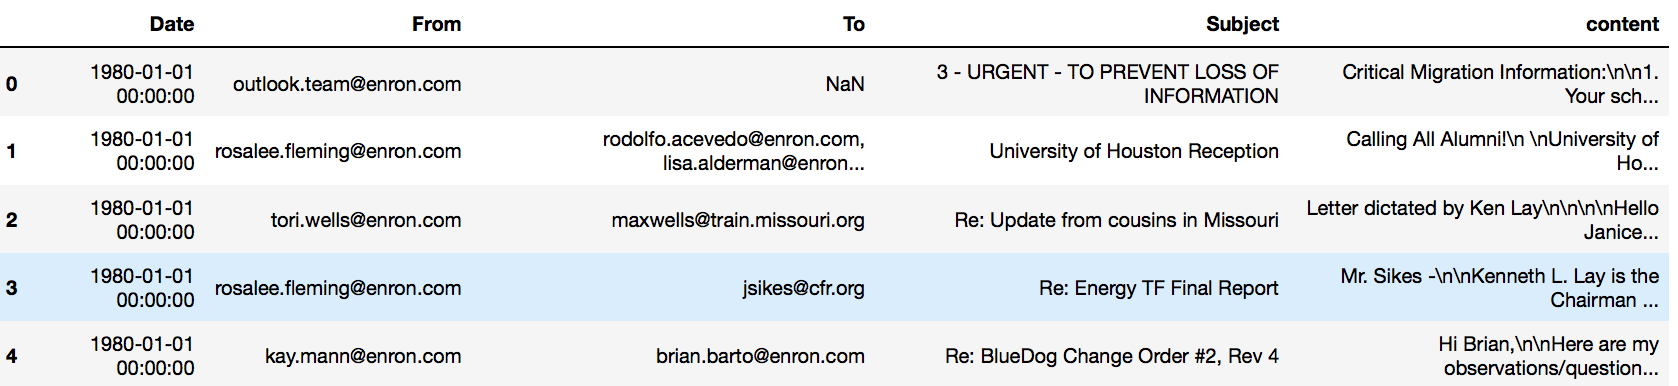 Date From To Subject content
0 1980-01-01 00:00:00 outlook.team@enron.com NaN 3 - URGENT - TO PREVENT LOSS OF INFORMATION Critical Migration Information:\n\n1. Your sch...
1 1980-01-01 00:00:00 rosalee.fleming@enron.com rodolfo.acevedo@enron.com, lisa.alderman@enron... University of Houston Reception Calling All Alumni!\n \nUniversity of Ho...
2 1980-01-01 00:00:00 tori.wells@enron.com maxwells@train.missouri.org Re: Update from cousins in Missouri Letter dictated by Ken Lay\n\n\n\nHello Janice...
3 1980-01-01 00:00:00 rosalee.fleming@enron.com jsikes@cfr.org Re: Energy TF Final Report Mr. Sikes -\n\nKenneth L. Lay is the Chairman ...
4 1980-01-01 00:00:00 kay.mann@enron.com brian.barto@enron.com Re: BlueDog Change Order #2, Rev 4 Hi Brian,\n\nHere are my observations/question...